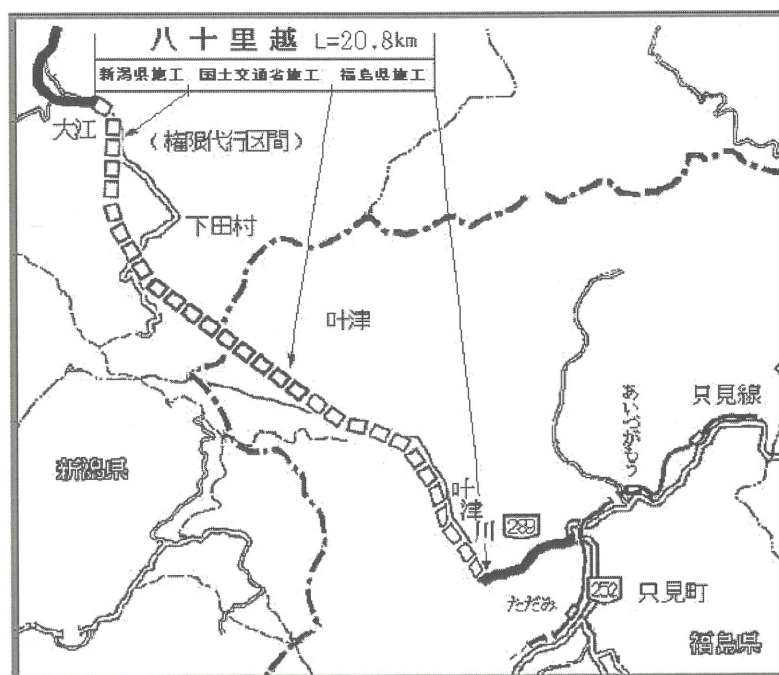 八十里越 L=20.8km
新潟県施工 国土交通省施工 福島県施工
大江
(権限代行区間)
下田村
叶津
あいづがもう
只見線
新潟県
叶津川
289
252
只見町
ただみ
福島県